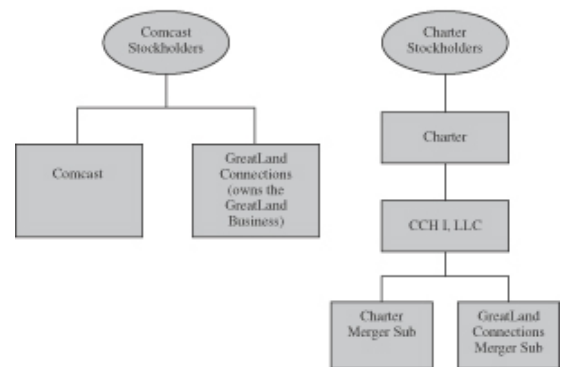 Comcast
Stockholders
Comcast
GreatLand
Connections
(owns the
GreatLand
Business)
Charter
Stockholders
Charter
CCH I, LLC
Charter
Merger Sub
GreatLand
Connections
Merger Sub